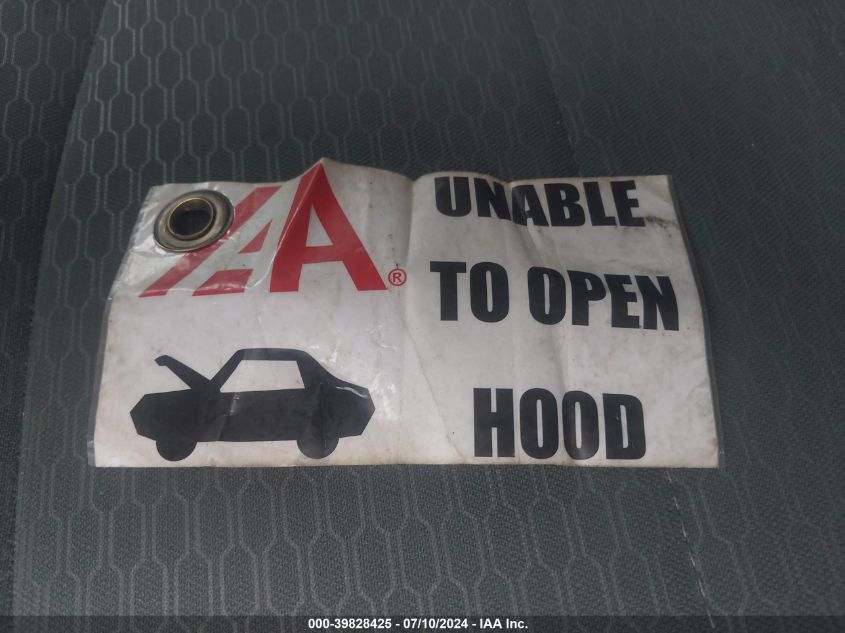 IAA®
UNABLE
TO OPEN
HOOD
000-39828425 - 07/10/2024 - IAA Inc.